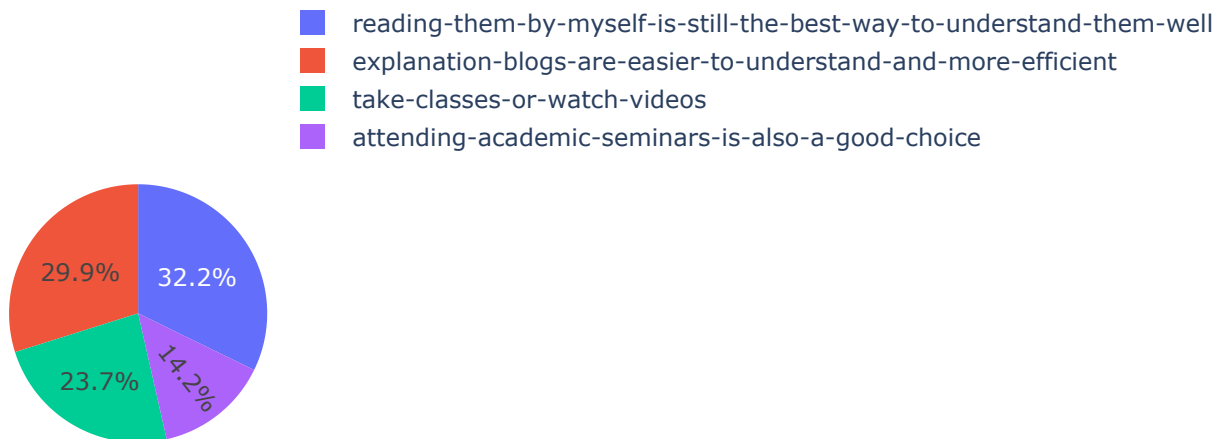 reading-them-by-myself-is-still-the-best-way-to-understand-them-well
explanation-blogs-are-easier-to-understand-and-more-efficient
take-classes-or-watch-videos
attending-academic-seminars-is-also-a-good-choice
29.9%
32.2%
23.7%
14.2%